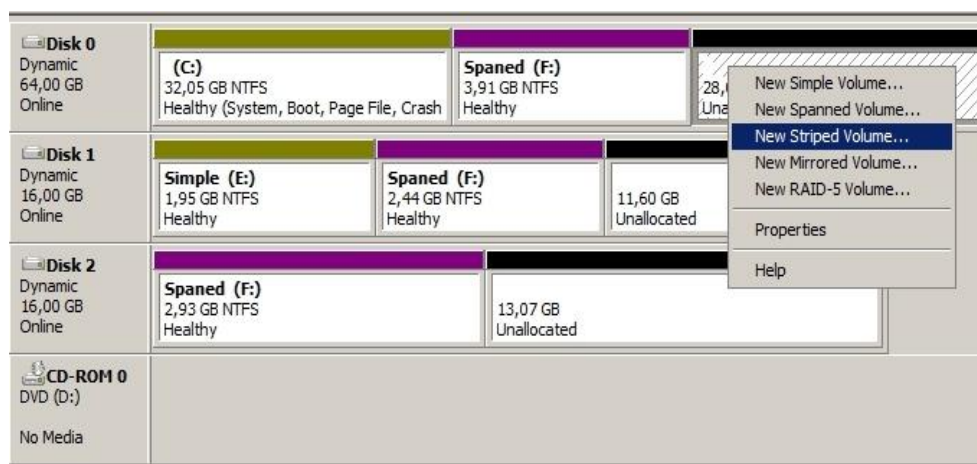 Disk 0
Dynamic
64,00 GB
Online
(C:)
32,05 GB NTFS
Healthy (System, Boot, Page File, Crash
Spaned (F:)
3,91 GB NTFS
Healthy
New Simple Volume...
New Spanned Volume...
New Striped Volume...
New Mirrored Volume...
New RAID-5 Volume...
Properties
Help
Disk 1
Dynamic
16,00 GB
Online
Simple (E:)
1,95 GB NTFS
Healthy
Spaned (F:)
2,44 GB NTFS
Healthy
11,60 GB
Unallocated
Disk 2
Dynamic
16,00 GB
Online
Spaned (F:)
2,93 GB NTFS
Healthy
13,07 GB
Unallocated
CD-ROM 0
DVD (D:)
No Media